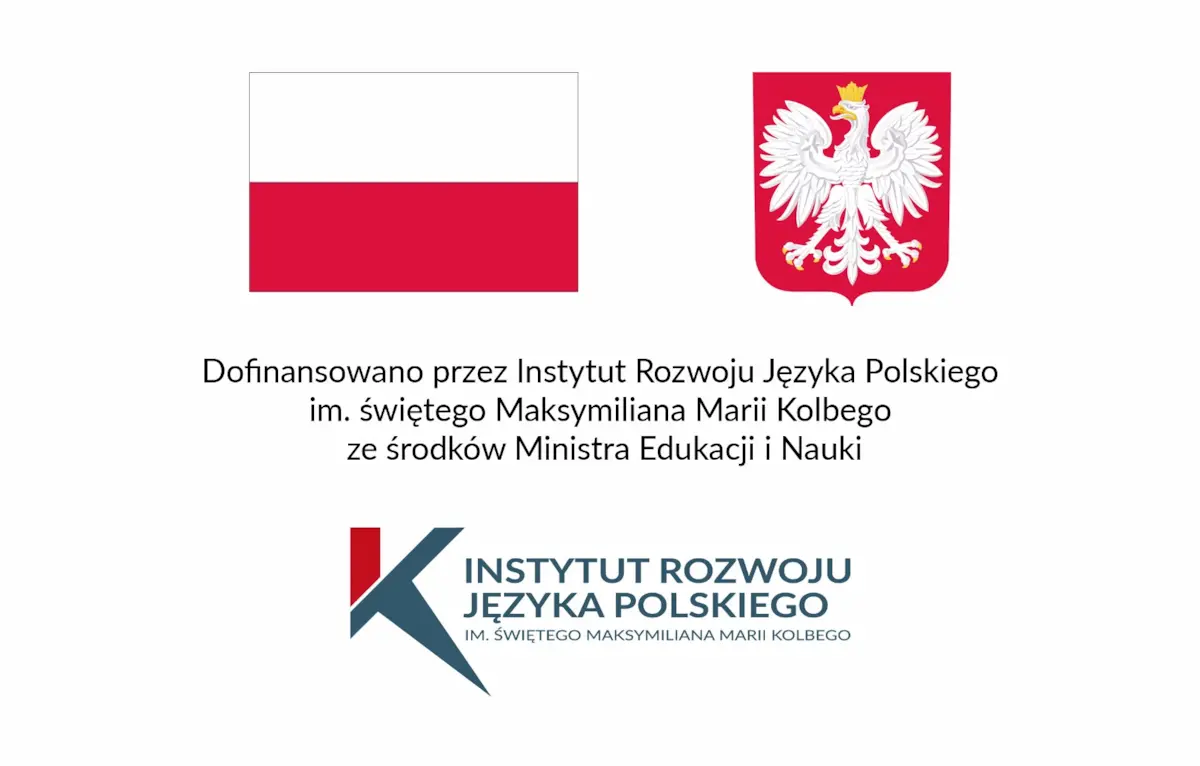 Dofinansowano przez Instytut Rozwoju Języka Polskiego
im. świętego Maksymiliana Marii Kolbego
ze środków Ministra Edukacji i Nauki
INSTYTUT ROZWOJU
JĘZYKA POLSKIEGO
IM. ŚWIĘTEGO MAKSYMILIANA MARII KOLBEGO